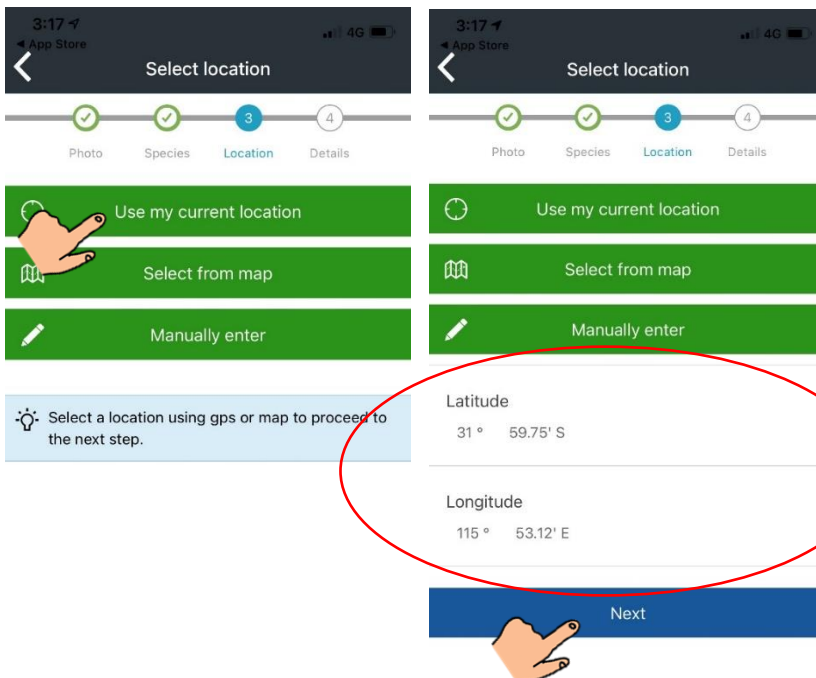 3:17
◀ App Store
4G
Select location
3
4
Photo
Species
Location
Details
Use my current location
Select from map
Manually enter
Select a location using gps or map to proceed to
the next step.
3:17
◀ App Store
4G
Select location
3
4
Photo
Species
Location
Details
Use my current location
Select from map
Manually enter
Latitude
31 ° 59.75' S
Longitude
115 ° 53.12' E
Next